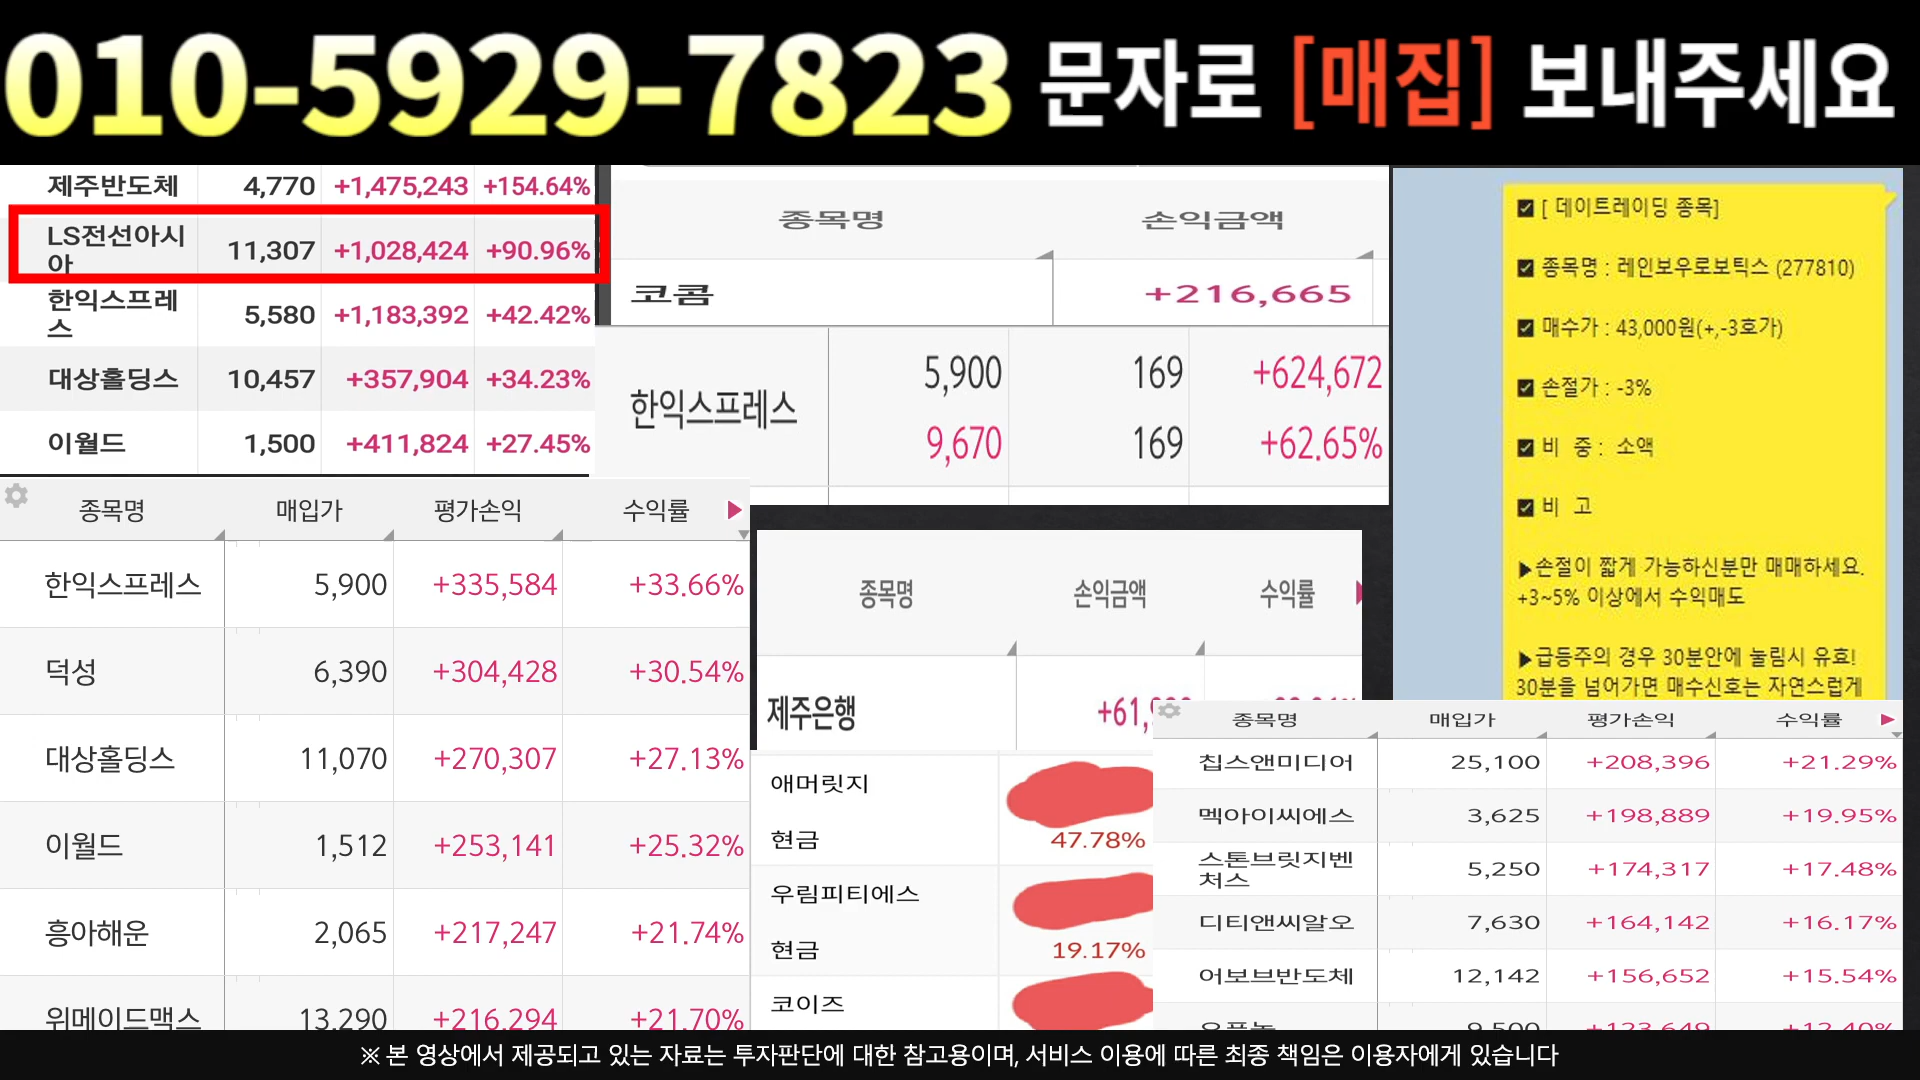 010-5929-7823 문자로 [매집] 보내주세요
제주반도체 4,770 +1,475,243 +154.64%
LS전선아시아 11,307 +1,028,424 +90.96%
한익스프레스 5,580 +1,183,392 +42.42%
대상홀딩스 10,457 +357,904 +34.23%
이월드 1,500 +411,824 +27.45%
종목명 손익금액
코콤 +216,665
한익스프레스 5,900 169 +624,672
9,670 169 +62.65%
☑ [ 데이트레이딩 종목]
☑ 종목명 : 레인보우로보틱스 (277810)
☑ 매수가 : 43,000원(+,-3호가)
☑ 손절가 : -3%
☑ 비 중 : 소액
☑ 비 고
▶손절이 짧게 가능하신분만 매매하세요.
+3~5% 이상에서 수익매도
▶급등주의 경우 30분안에 눌림시 유효!
30분을 넘어가면 매수신호는 자연스럽게
종목명 매입가 평가손익 수익률
한익스프레스 5,900 +335,584 +33.66%
덕성 6,390 +304,428 +30.54%
대상홀딩스 11,070 +270,307 +27.13%
이월드 1,512 +253,141 +25.32%
흥아해운 2,065 +217,247 +21.74%
위메이드맥스 13,290 +216,294 +21.70%
종목명 손익금액 수익률
제주은행
애머릿지
현금 47.78%
우림피티에스
현금 19.17%
코이즈
종목명 매입가 평가손익 수익률
칩스앤미디어 25,100 +208,396 +21.29%
멕아이씨에스 3,625 +198,889 +19.95%
스톤브릿지벤처스 5,250 +174,317 +17.48%
디티앤씨알오 7,630 +164,142 +16.17%
어보브반도체 12,142 +156,652 +15.54%
※ 본 영상에서 제공되고 있는 자료는 투자판단에 대한 참고용이며, 서비스 이용에 따른 최종 책임은 이용자에게 있습니다